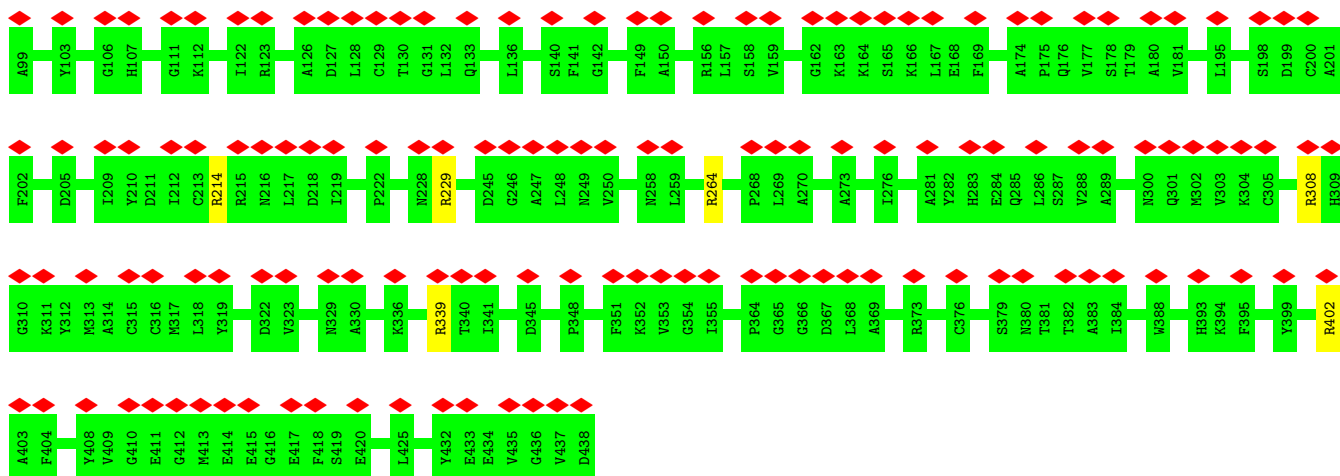 A99 Y103 G106 H107 G111 K112 I122 R123 A126 D127 L128 C129 T130 G131 L132 Q133 L136 S140 F141 G142 F149 A150 R156 L157 S158 V159 G162 K163 K164 S165 K166 L167 E168 F169 A174 P175 Q176 V177 S178 T179 A180 V181 L195 S198 D199 C200 A201
F202 D205 I209 Y210 D211 I212 C213 R214 R215 N216 L217 D218 I219 P222 N228 R229 D245 G246 A247 L248 N249 V250 N258 L259 R264 P268 L269 A270 A273 I276 A281 Y282 H283 E284 Q285 L286 S287 V288 A289 N300 Q301 M302 V303 K304 C305 R308 H309
G310 K311 Y312 M313 A314 C315 C316 M317 L318 Y319 D322 V323 N329 A330 K336 R339 T340 I341 D345 P348 F351 K352 V353 G354 I355 P364 G365 G366 D367 L368 A369 R373 C376 S379 N380 T381 T382 A383 I384 W388 H393 K394 F395 Y399 R402
A403 F404 Y408 V409 G410 E411 G412 M413 E414 E415 G416 E417 F418 S419 E420 L425 Y432 E433 E434 V435 G436 V437 D438